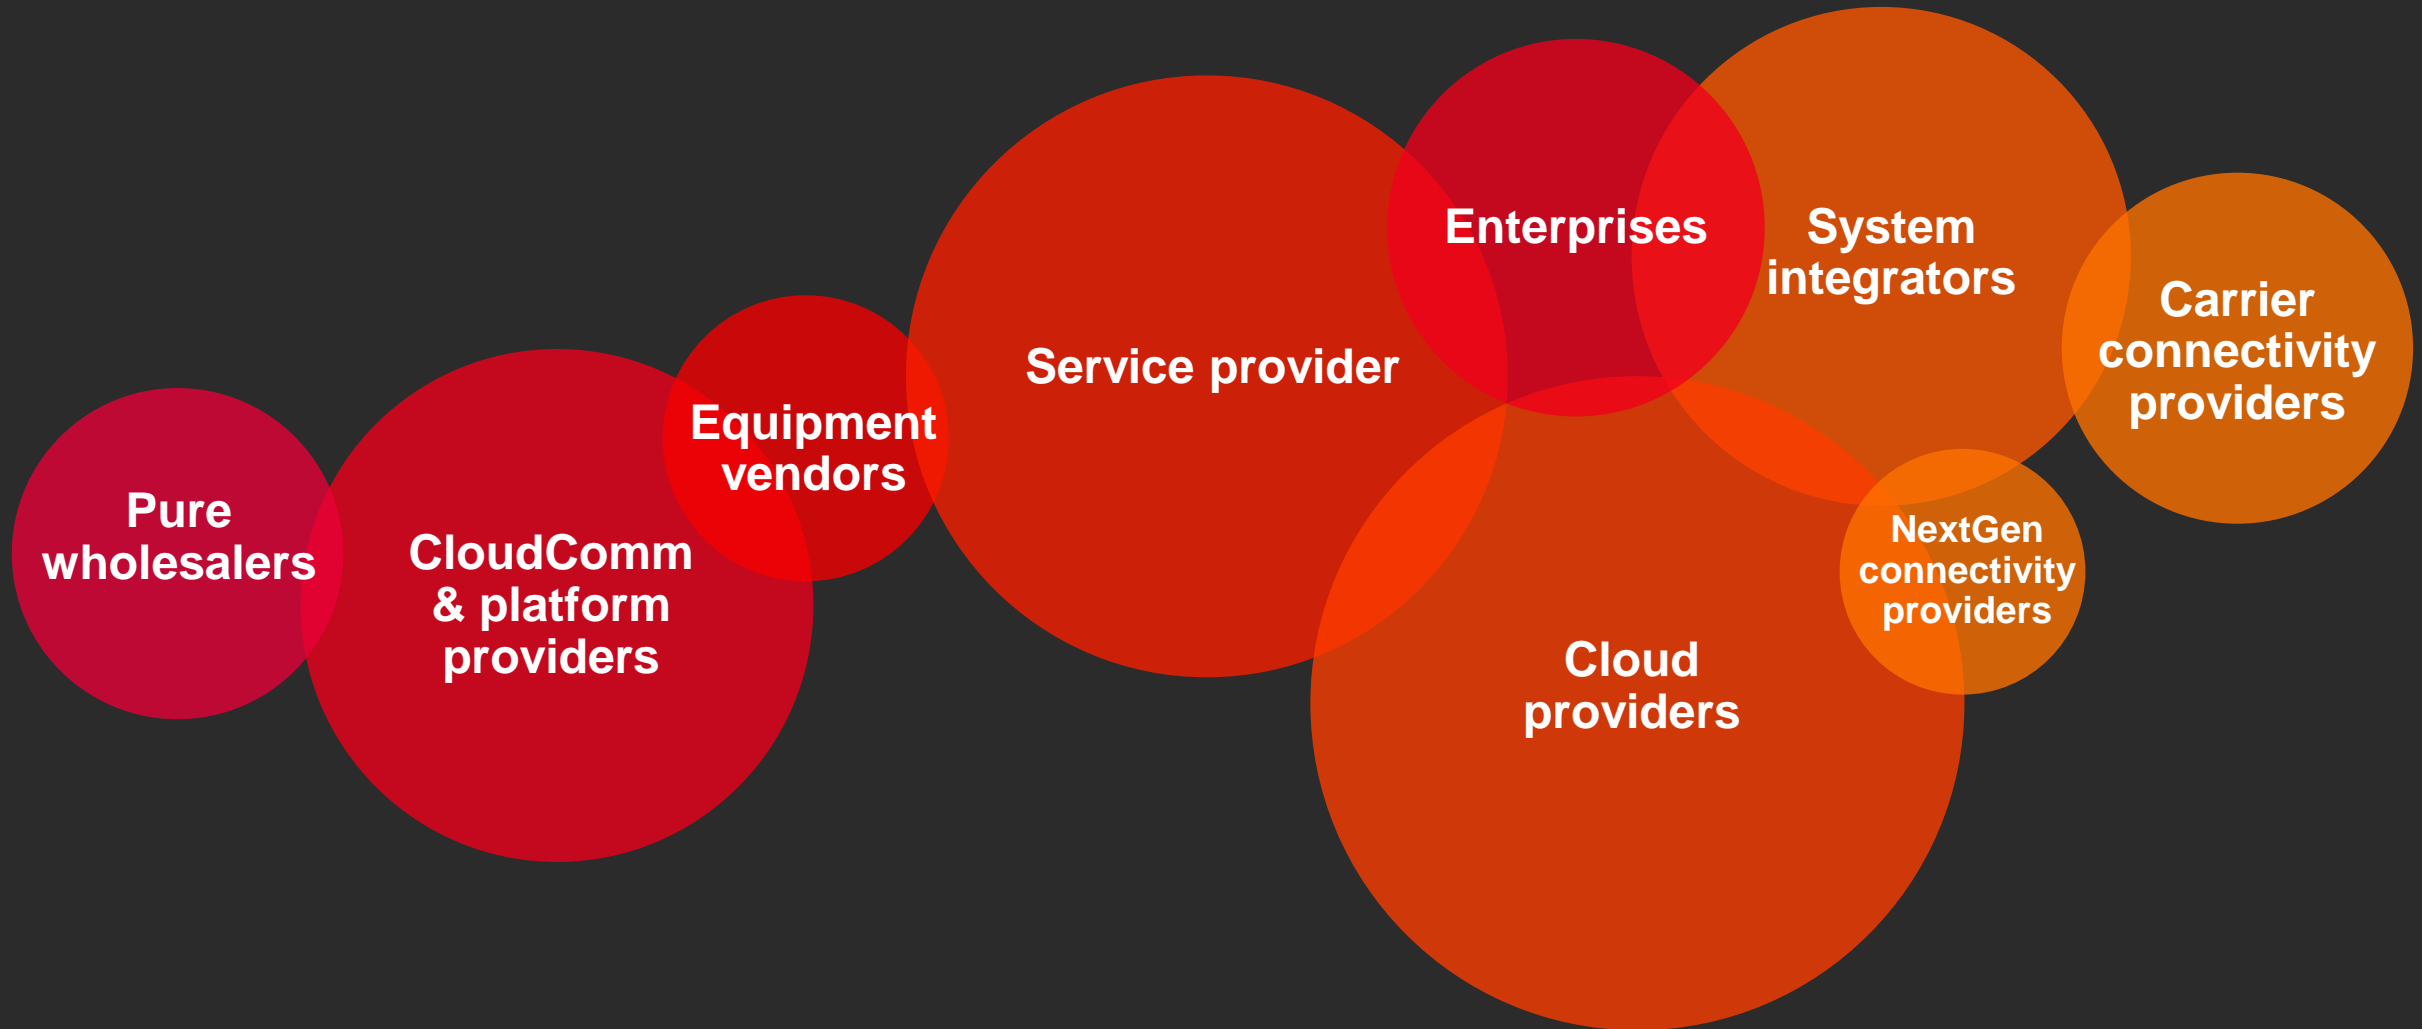 Pure
wholesalers
CloudComm
& platform
providers
Equipment
vendors
Service provider
Enterprises
System
integrators
Carrier
connectivity
providers
NextGen
connectivity
providers
Cloud
providers